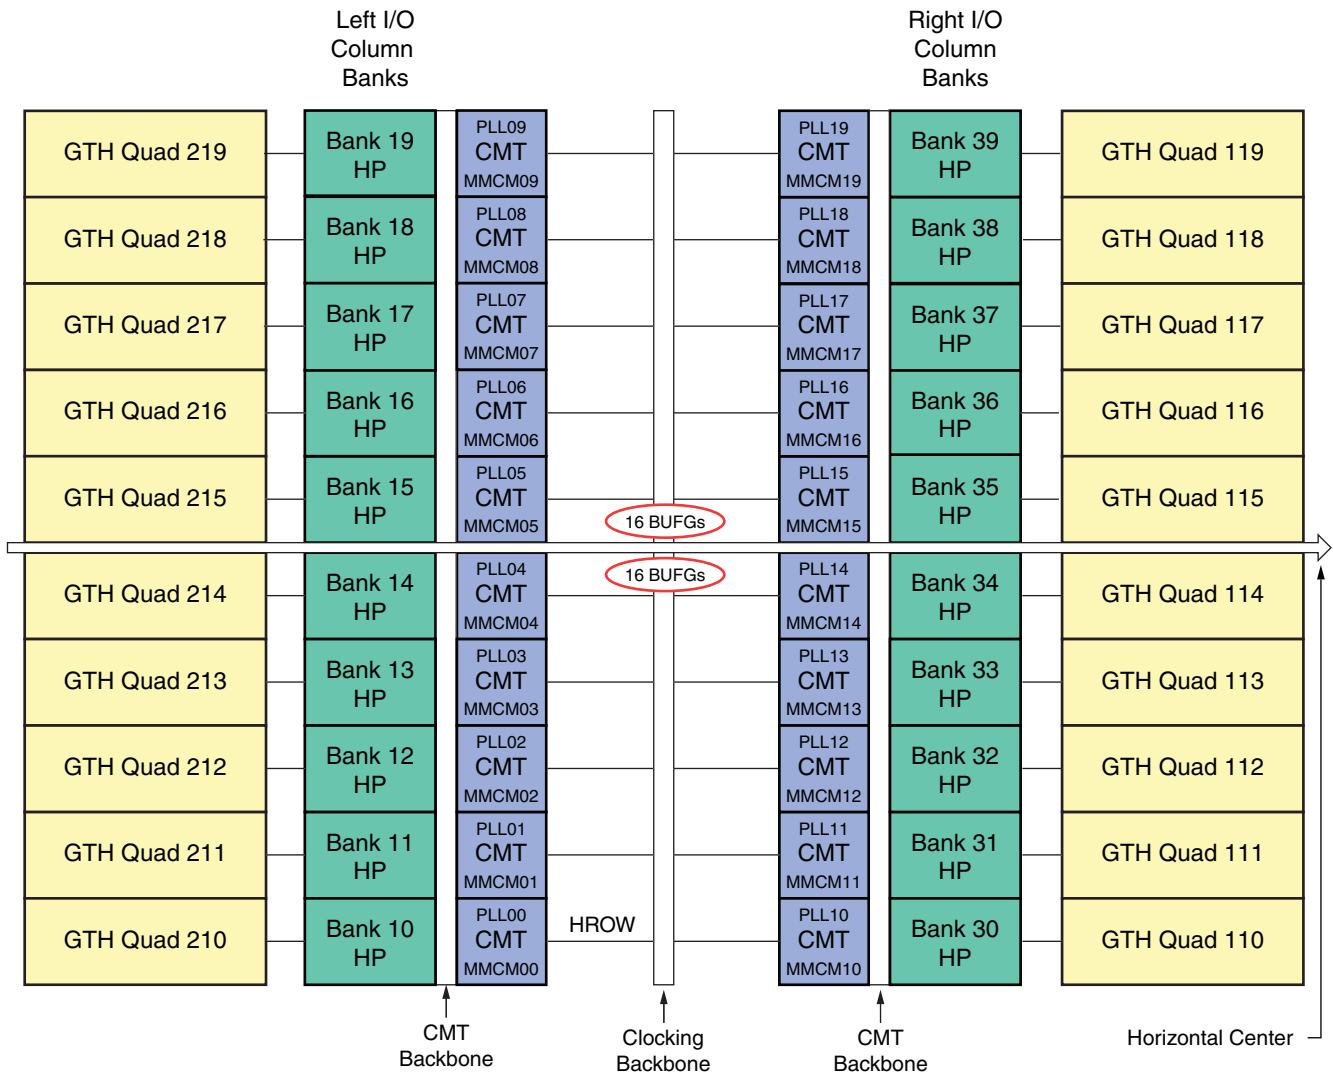 Left I/O
Column
Banks
Right I/O
Column
Banks
GTH Quad 219
Bank 19
HP
PLL09
CMT
MMCM09
PLL19
CMT
MMCM19
Bank 39
HP
GTH Quad 119
GTH Quad 218
Bank 18
HP
PLL08
CMT
MMCM08
PLL18
CMT
MMCM18
Bank 38
HP
GTH Quad 118
GTH Quad 217
Bank 17
HP
PLL07
CMT
MMCM07
PLL17
CMT
MMCM17
Bank 37
HP
GTH Quad 117
GTH Quad 216
Bank 16
HP
PLL06
CMT
MMCM06
PLL16
CMT
MMCM16
Bank 36
HP
GTH Quad 116
GTH Quad 215
Bank 15
HP
PLL05
CMT
MMCM05
16 BUFGs
PLL15
CMT
MMCM15
Bank 35
HP
GTH Quad 115
GTH Quad 214
Bank 14
HP
PLL04
CMT
MMCM04
16 BUFGs
PLL14
CMT
MMCM14
Bank 34
HP
GTH Quad 114
GTH Quad 213
Bank 13
HP
PLL03
CMT
MMCM03
PLL13
CMT
MMCM13
Bank 33
HP
GTH Quad 113
GTH Quad 212
Bank 12
HP
PLL02
CMT
MMCM02
PLL12
CMT
MMCM12
Bank 32
HP
GTH Quad 112
GTH Quad 211
Bank 11
HP
PLL01
CMT
MMCM01
PLL11
CMT
MMCM11
Bank 31
HP
GTH Quad 111
GTH Quad 210
Bank 10
HP
PLL00
CMT
MMCM00
HROW
PLL10
CMT
MMCM10
Bank 30
HP
GTH Quad 110
CMT
Backbone
Clocking
Backbone
CMT
Backbone
Horizontal Center